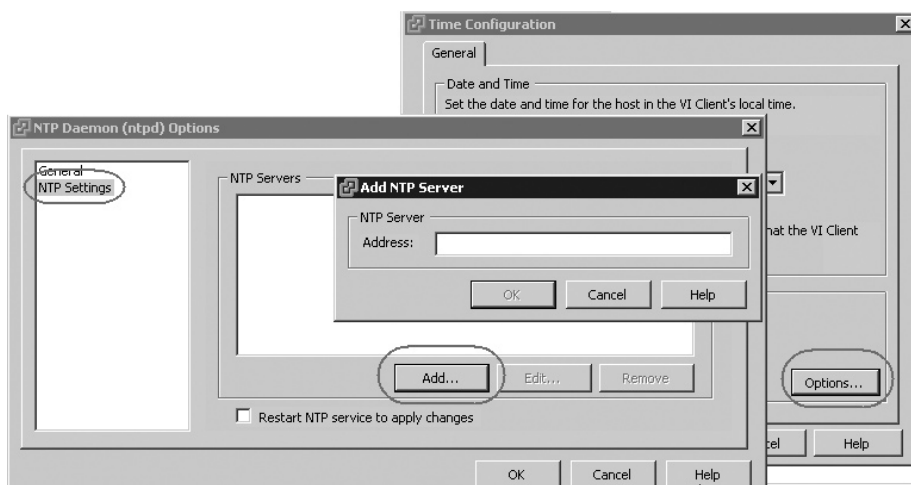 Time Configuration
General
Date and Time
Set the date and time for the host in the VI Client's local time.
hat the VI Client
Options...
cel
Help
NTP Daemon (ntpd) Options
General
NTP Settings
NTP Servers
Add...
Edit...
Remove
Restart NTP service to apply changes
OK
Cancel
Help
Add NTP Server
NTP Server
Address:
OK
Cancel
Help